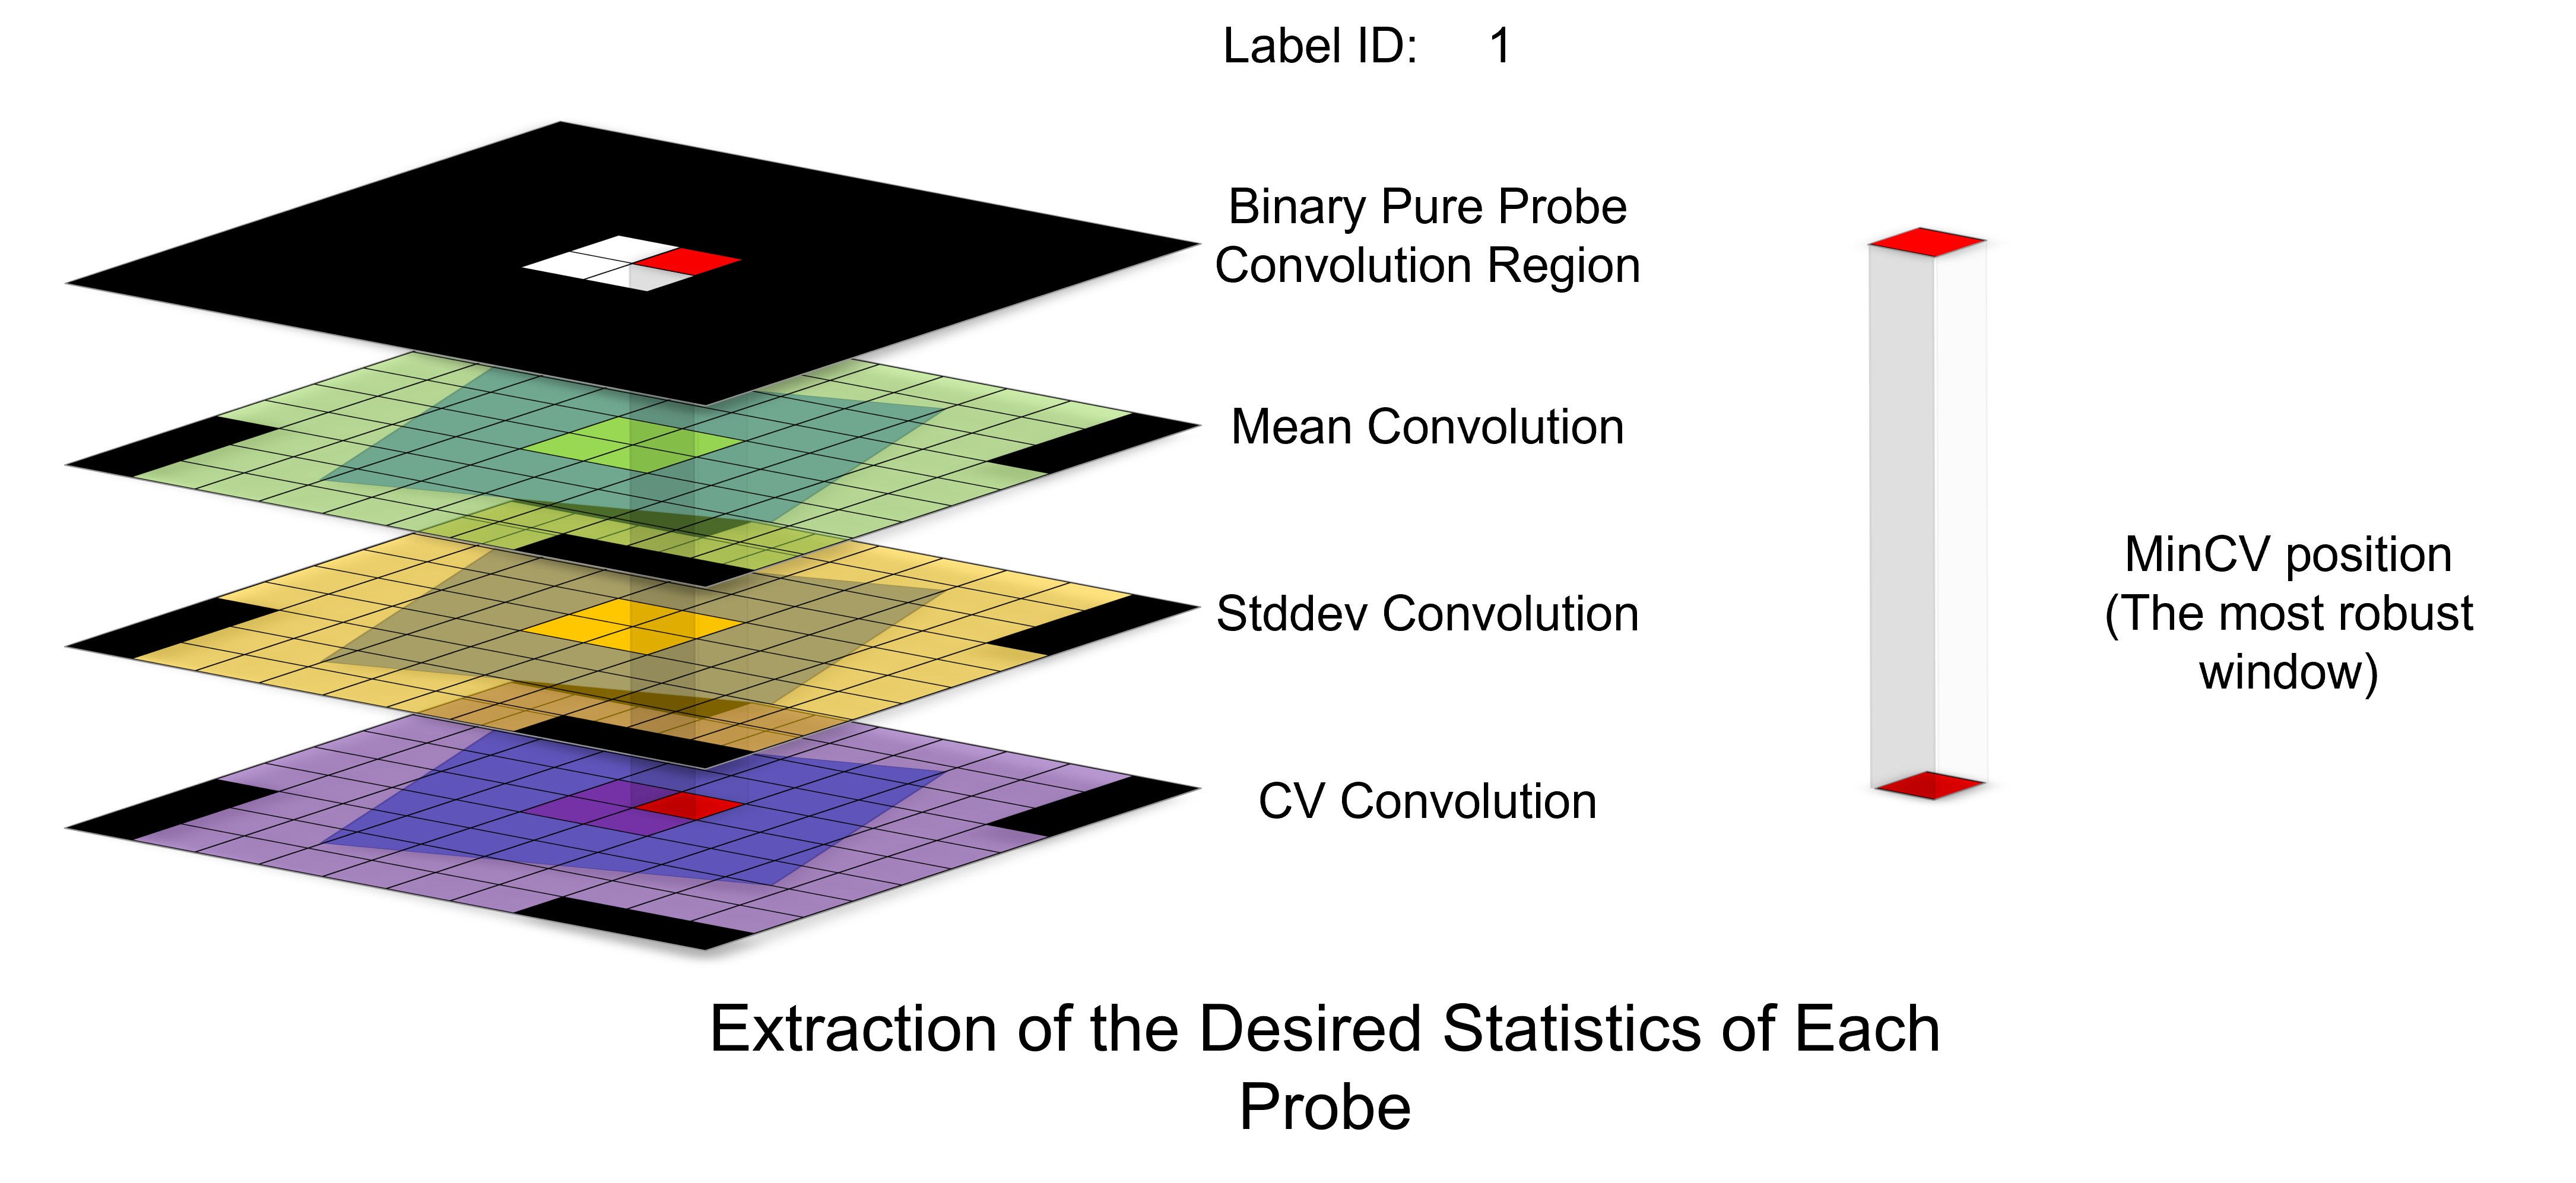 Label ID: 1
Binary Pure Probe
Convolution Region
Mean Convolution
Stddev Convolution
CV Convolution
MinCV position
(The most robust
window)
Extraction of the Desired Statistics of Each
Probe